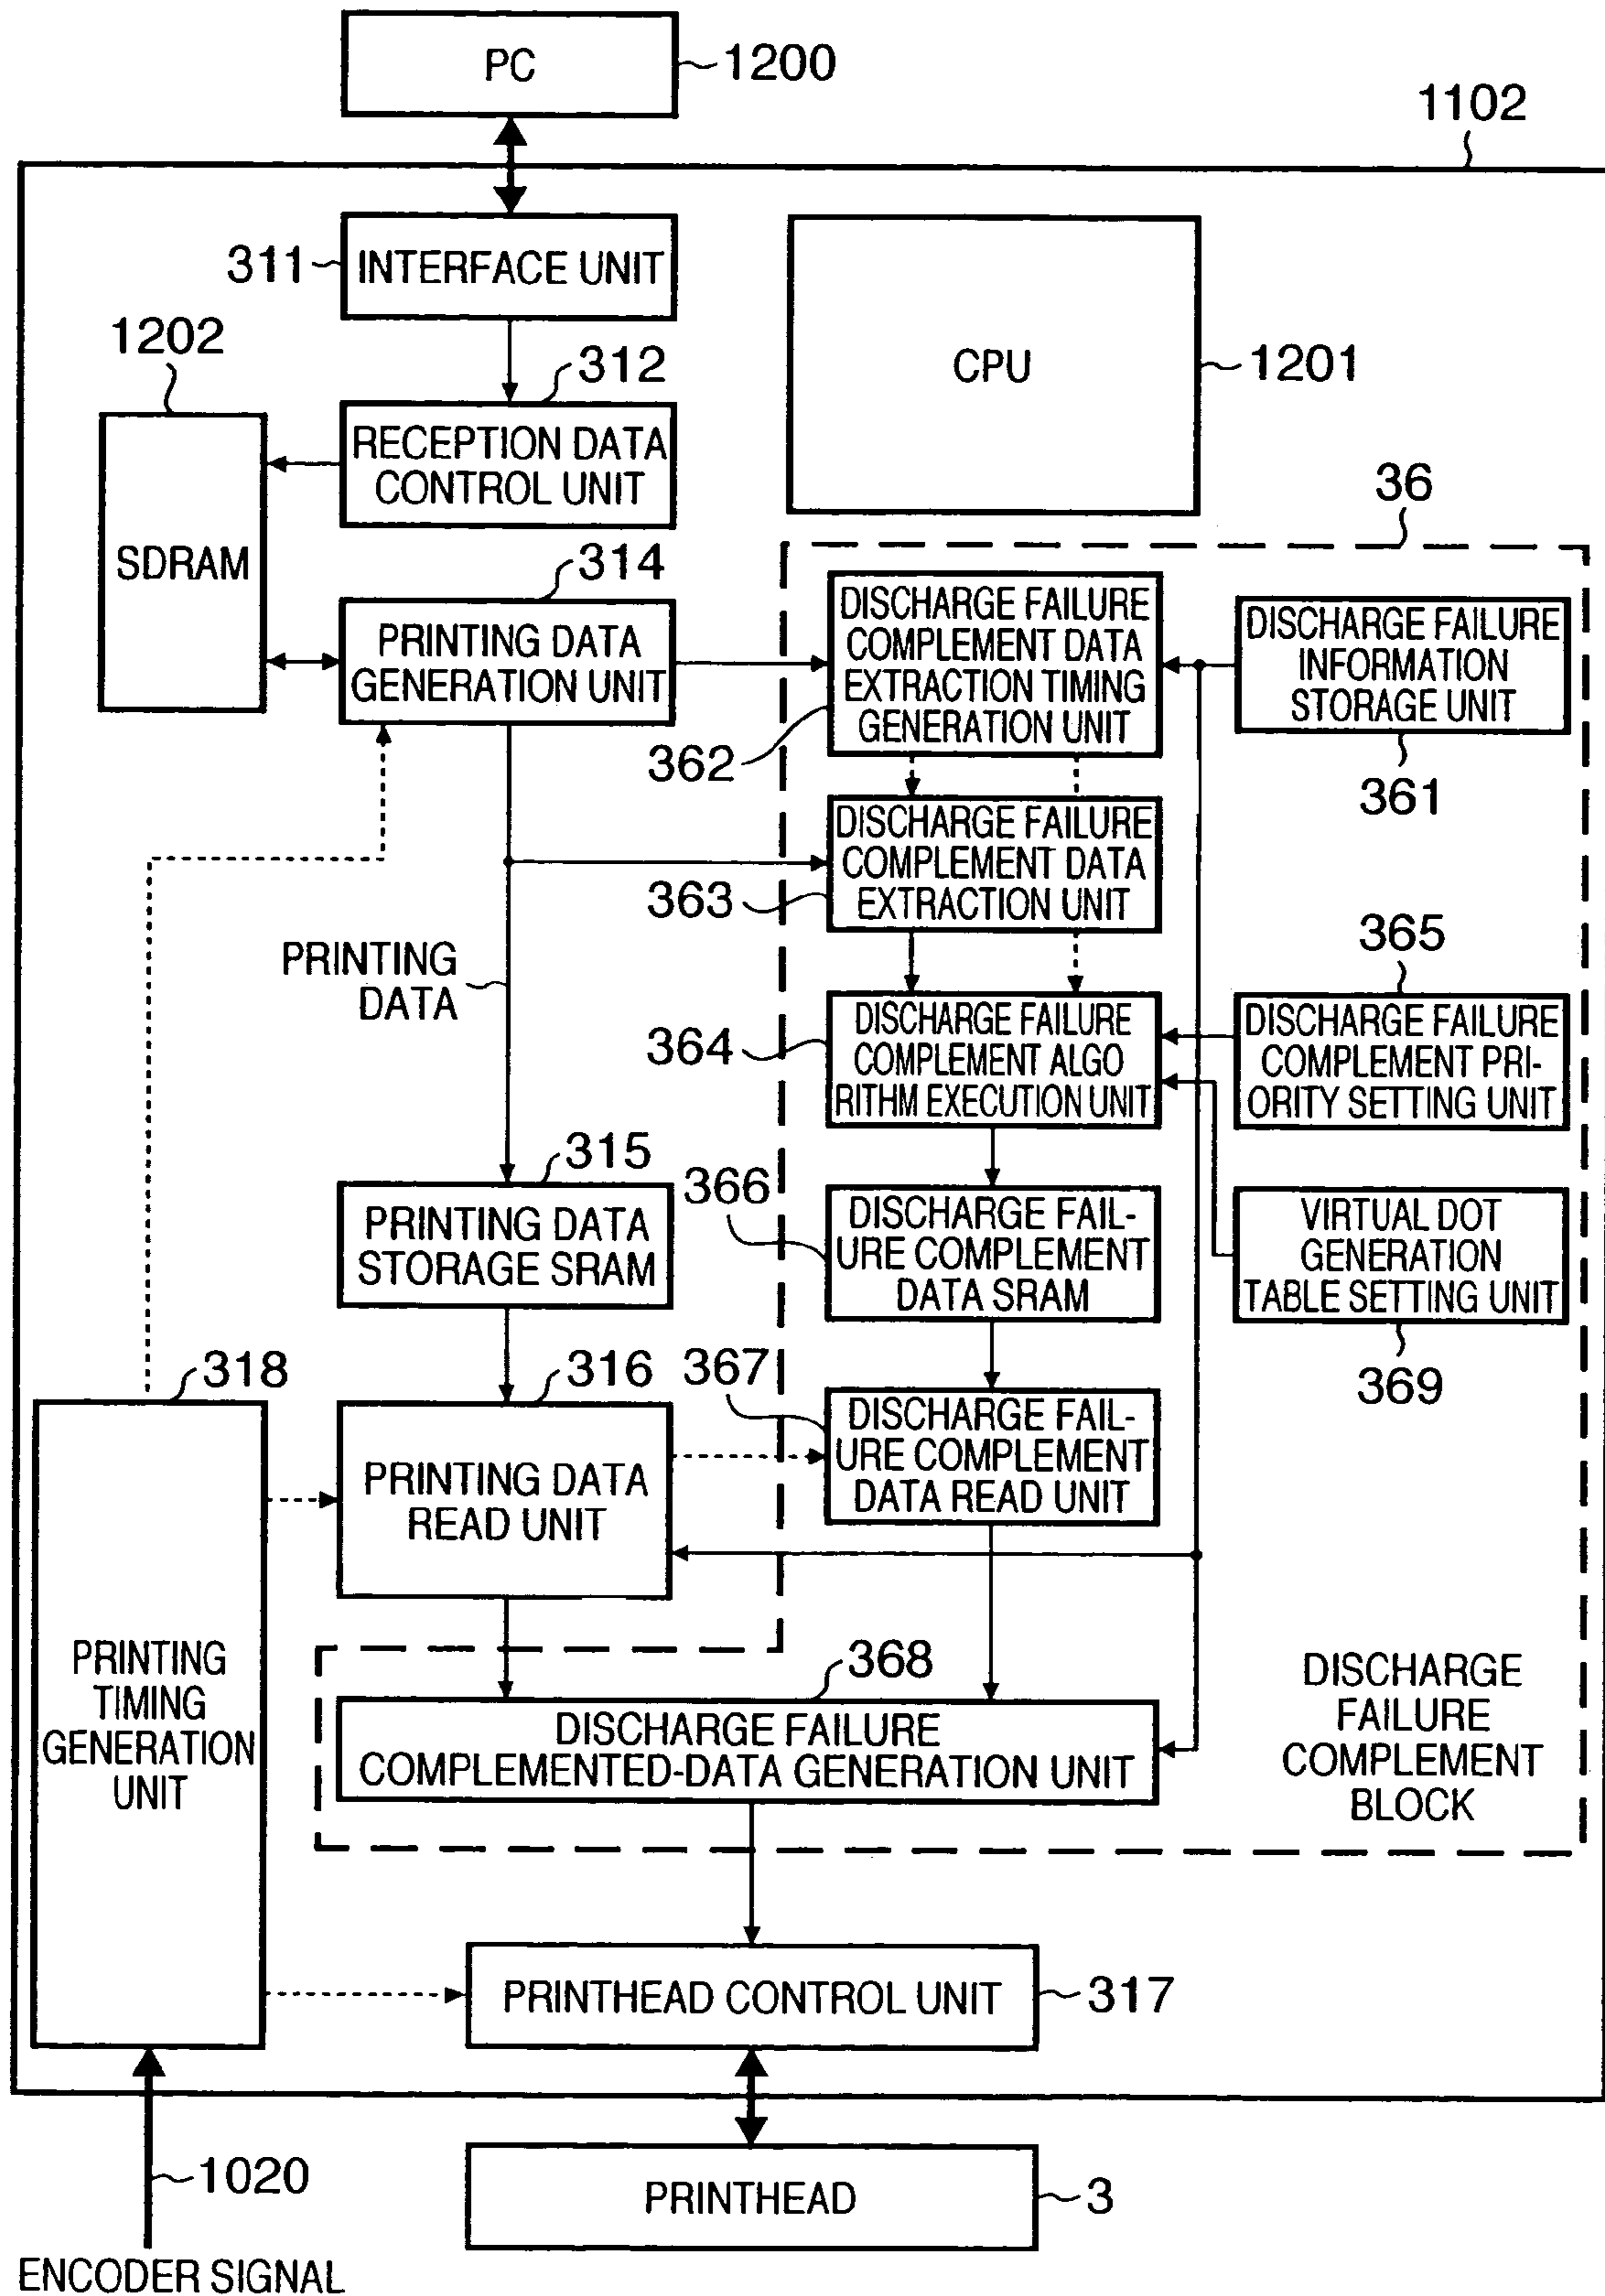 PC
1200
1102
311
INTERFACE UNIT
CPU
1201
1202
312
RECEPTION DATA
CONTROL UNIT
SDRAM
36
314
PRINTING DATA
GENERATION UNIT
DISCHARGE FAILURE
COMPLEMENT DATA
EXTRACTION TIMING
GENERATION UNIT
362
DISCHARGE FAILURE
INFORMATION
STORAGE UNIT
361
DISCHARGE FAILURE
COMPLEMENT DATA
EXTRACTION UNIT
363
PRINTING
DATA
365
364
DISCHARGE FAILURE
COMPLEMENT ALGO
RITHM EXECUTION UNIT
DISCHARGE FAILURE
COMPLEMENT PRI-
ORITY SETTING UNIT
315
PRINTING DATA
STORAGE SRAM
366
DISCHARGE FAIL-
URE COMPLEMENT
DATA SRAM
VIRTUAL DOT
GENERATION
TABLE SETTING UNIT
369
318
316
PRINTING DATA
READ UNIT
367
DISCHARGE FAIL-
URE COMPLEMENT
DATA READ UNIT
PRINTING
TIMING
GENERATION
UNIT
368
DISCHARGE FAILURE
COMPLEMENTED-DATA GENERATION UNIT
DISCHARGE
FAILURE
COMPLEMENT
BLOCK
PRINTHEAD CONTROL UNIT
317
1020
PRINTHEAD
3
ENCODER SIGNAL